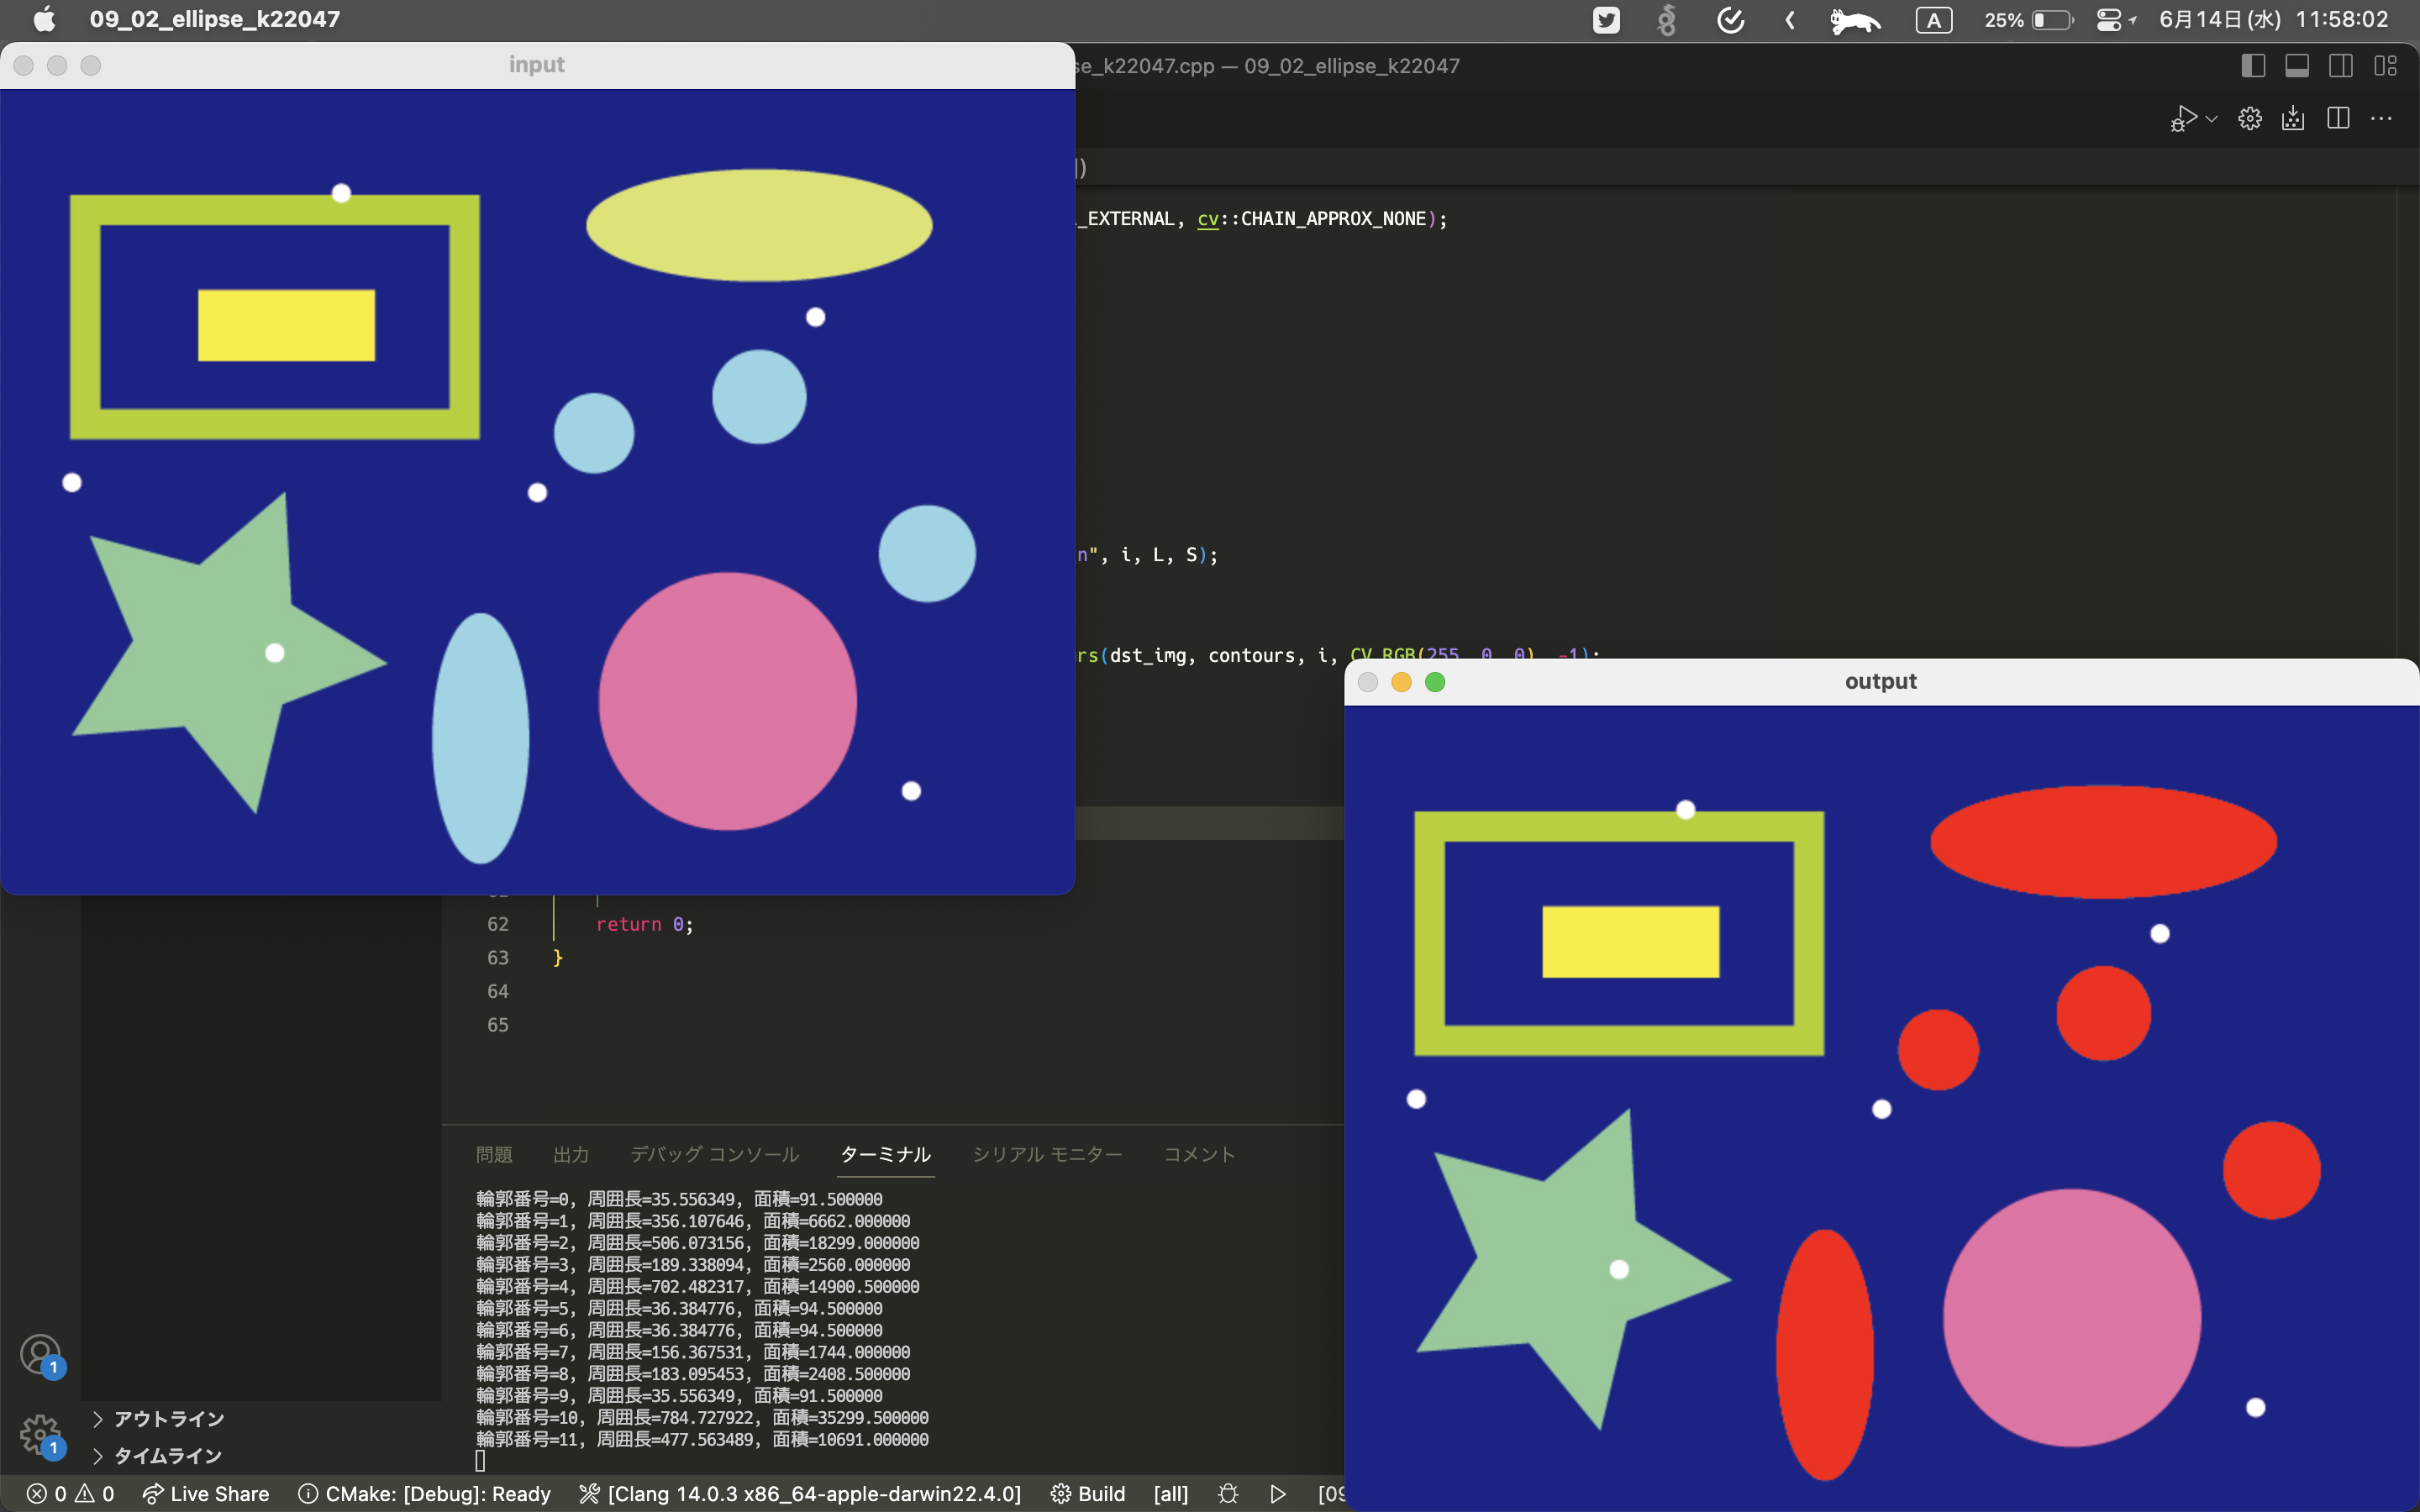 09_02_ellipse_k22047
A
25%
6月14日(水) 11:58:02
input
se_k22047.cpp — 09_02_ellipse_k22047
])
_EXTERNAL, cv::CHAIN_APPROX_NONE);
n", i, L, S);
rs(dst_img, contours, i, CV_RGB(255, 0, 0), -1);
output
62 return 0;
63 }
64
65
問題 出力 デバッグ コンソール ターミナル シリアル モニター コメント
輪郭番号=0, 周囲長=35.556349, 面積=91.500000
輪郭番号=1, 周囲長=356.107646, 面積=6662.000000
輪郭番号=2, 周囲長=506.073156, 面積=18299.000000
輪郭番号=3, 周囲長=189.338094, 面積=2560.000000
輪郭番号=4, 周囲長=702.482317, 面積=14900.500000
輪郭番号=5, 周囲長=36.384776, 面積=94.500000
輪郭番号=6, 周囲長=36.384776, 面積=94.500000
輪郭番号=7, 周囲長=156.367531, 面積=1744.000000
輪郭番号=8, 周囲長=183.095453, 面積=2408.500000
輪郭番号=9, 周囲長=35.556349, 面積=91.500000
輪郭番号=10, 周囲長=784.727922, 面積=35299.500000
輪郭番号=11, 周囲長=477.563489, 面積=10691.000000
1
1
アウトライン
タイムライン
0 0 Live Share CMake: [Debug]: Ready [Clang 14.0.3 x86_64-apple-darwin22.4.0] Build [all] [09